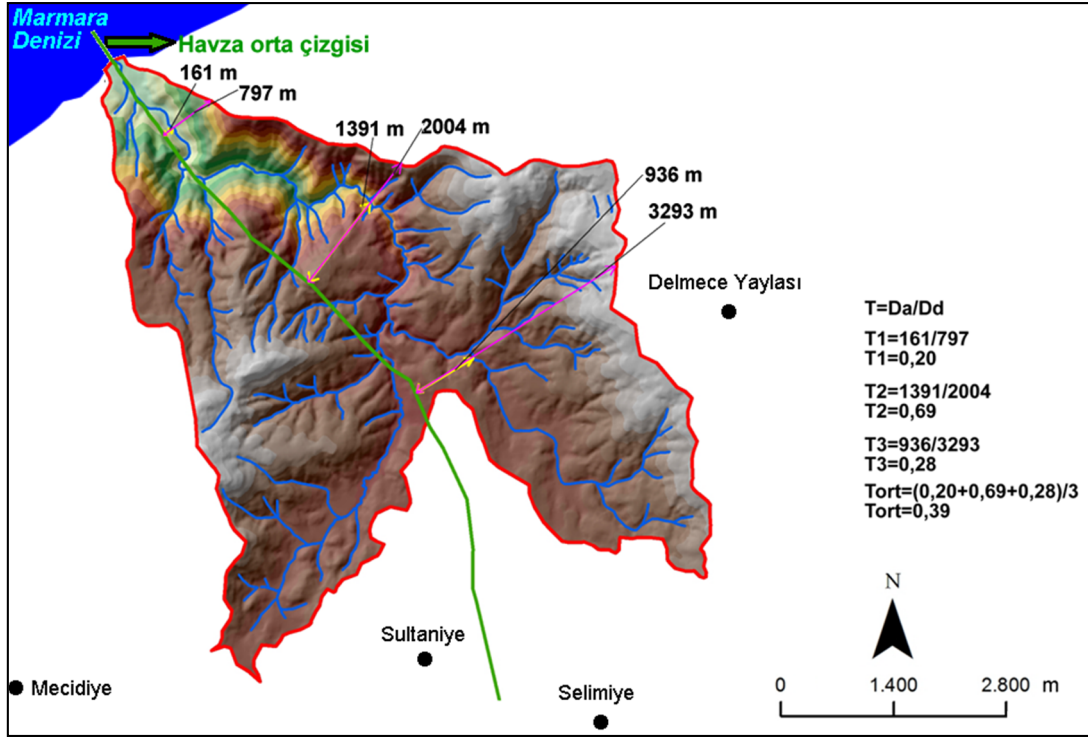 Marmara
Denizi
Havza orta çizgisi
161 m
797 m
1391 m
2004 m
936 m
3293 m
Delmece Yaylası
T=Da/Dd
T1=161/797
T1=0,20
T2=1391/2004
T2=0,69
T3=936/3293
T3=0,28
Tort=(0,20+0,69+0,28)/3
Tort=0,39
N
Sultaniye
Mecidiye
Selimiye
0 1.400 2.800 m